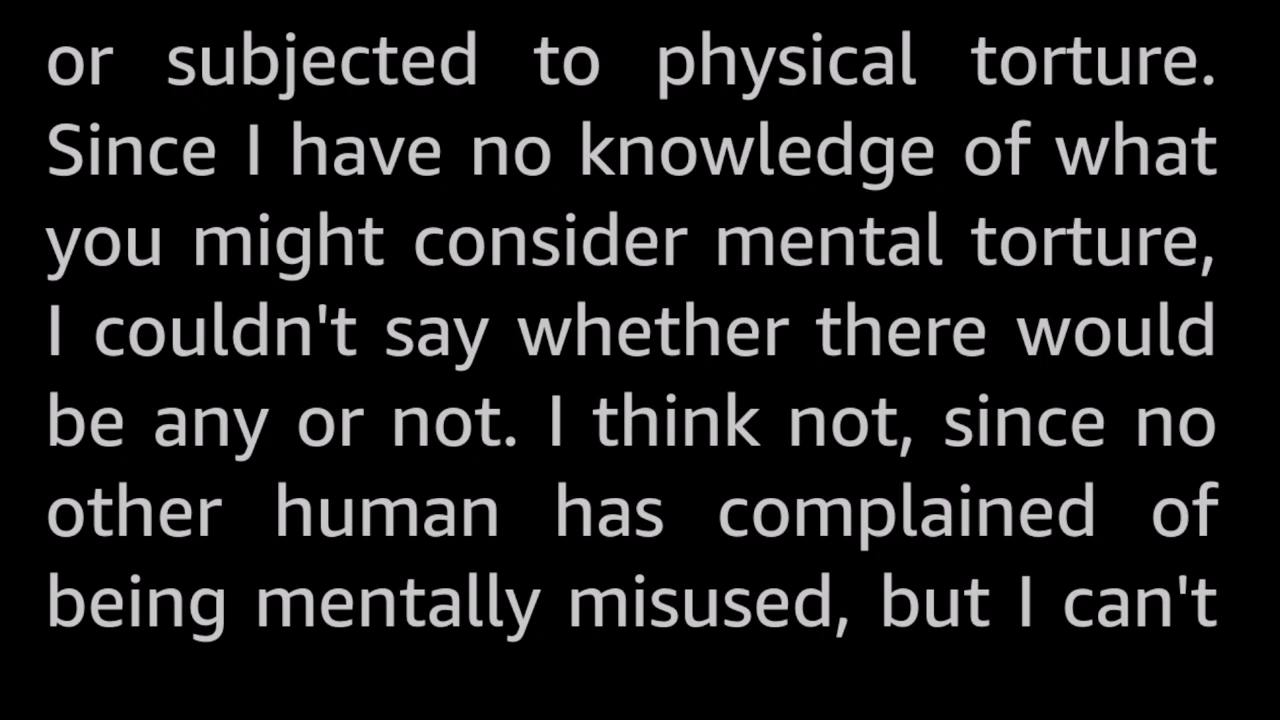 or subjected to physical torture.
Since I have no knowledge of what
you might consider mental torture,
I couldn't say whether there would
be any or not. I think not, since no
other human has complained of
being mentally misused, but I can't